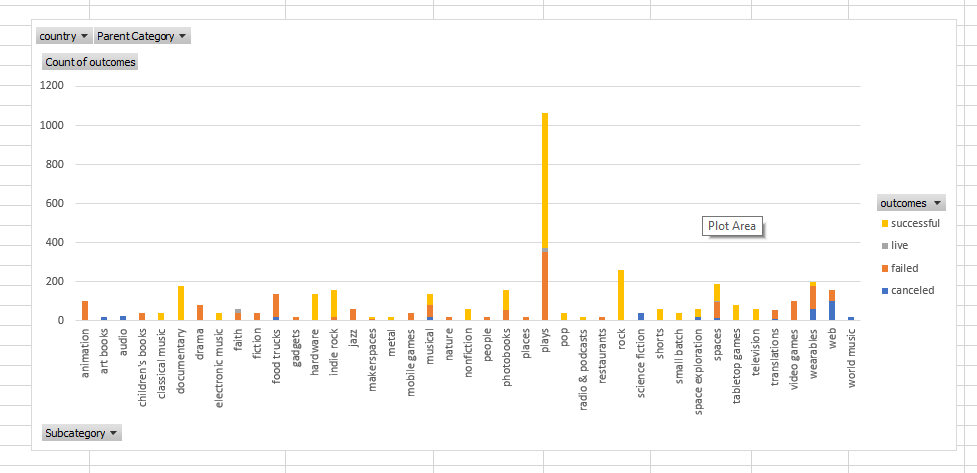 country Parent Category
Count of outcomes
1200
1000
800
600
400
200
0
outcomes
successful
live
failed
canceled
Plot Area
animation
art books
audio
children's books
classical music
documentary
drama
electronic music
faith
fiction
food trucks
gadgets
hardware
indie rock
jazz
makerspaces
metal
mobile games
musical
nature
nonfiction
people
photobooks
places
plays
pop
radio & podcasts
restaurants
rock
science fiction
shorts
small batch
space exploration
spaces
tabletop games
television
translations
video games
wearables
web
world music
Subcategory